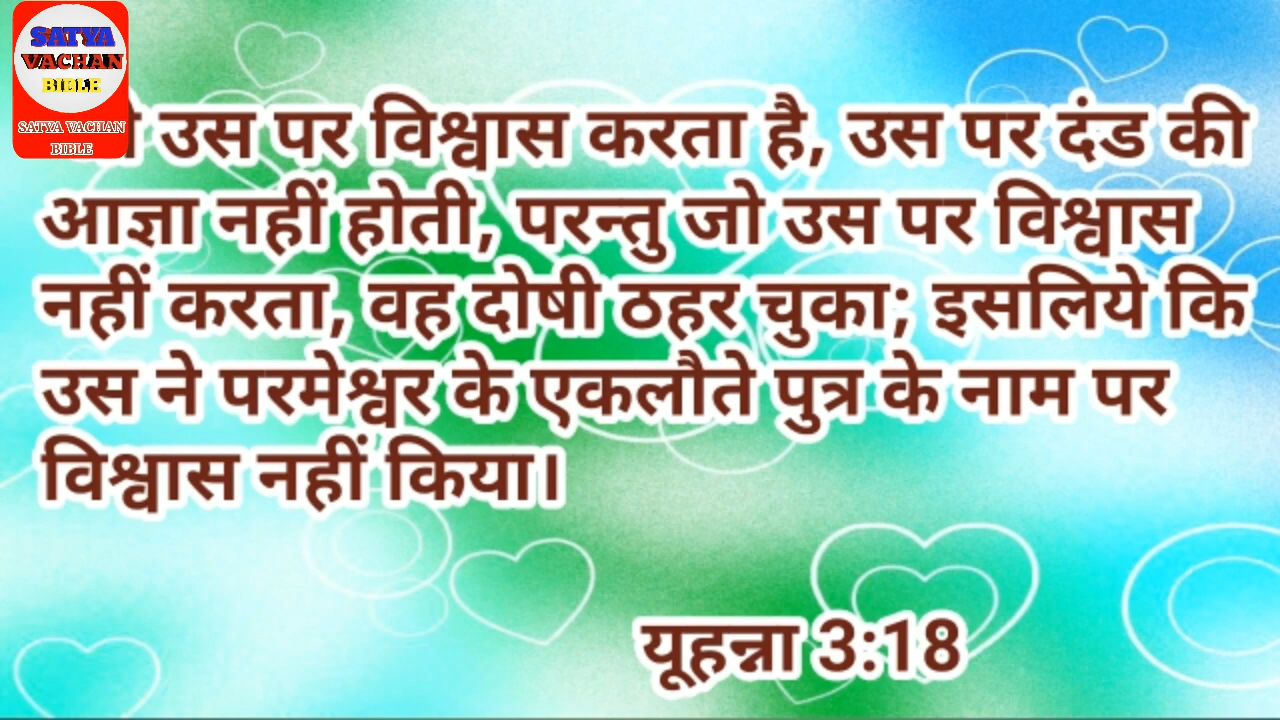 SATYA
VACHAN
BIBLE
SATYA VACHAN
BIBLE
उस पर विश्वास करता है, उस पर दंड की
आज्ञा नहीं होती, परन्तु जो उस पर विश्वास
नहीं करता, वह दोषी ठहर चुका; इसलिये कि
उस ने परमेश्वर के एकलौते पुत्र के नाम पर
विश्वास नहीं किया।
यूहन्ना 3:18